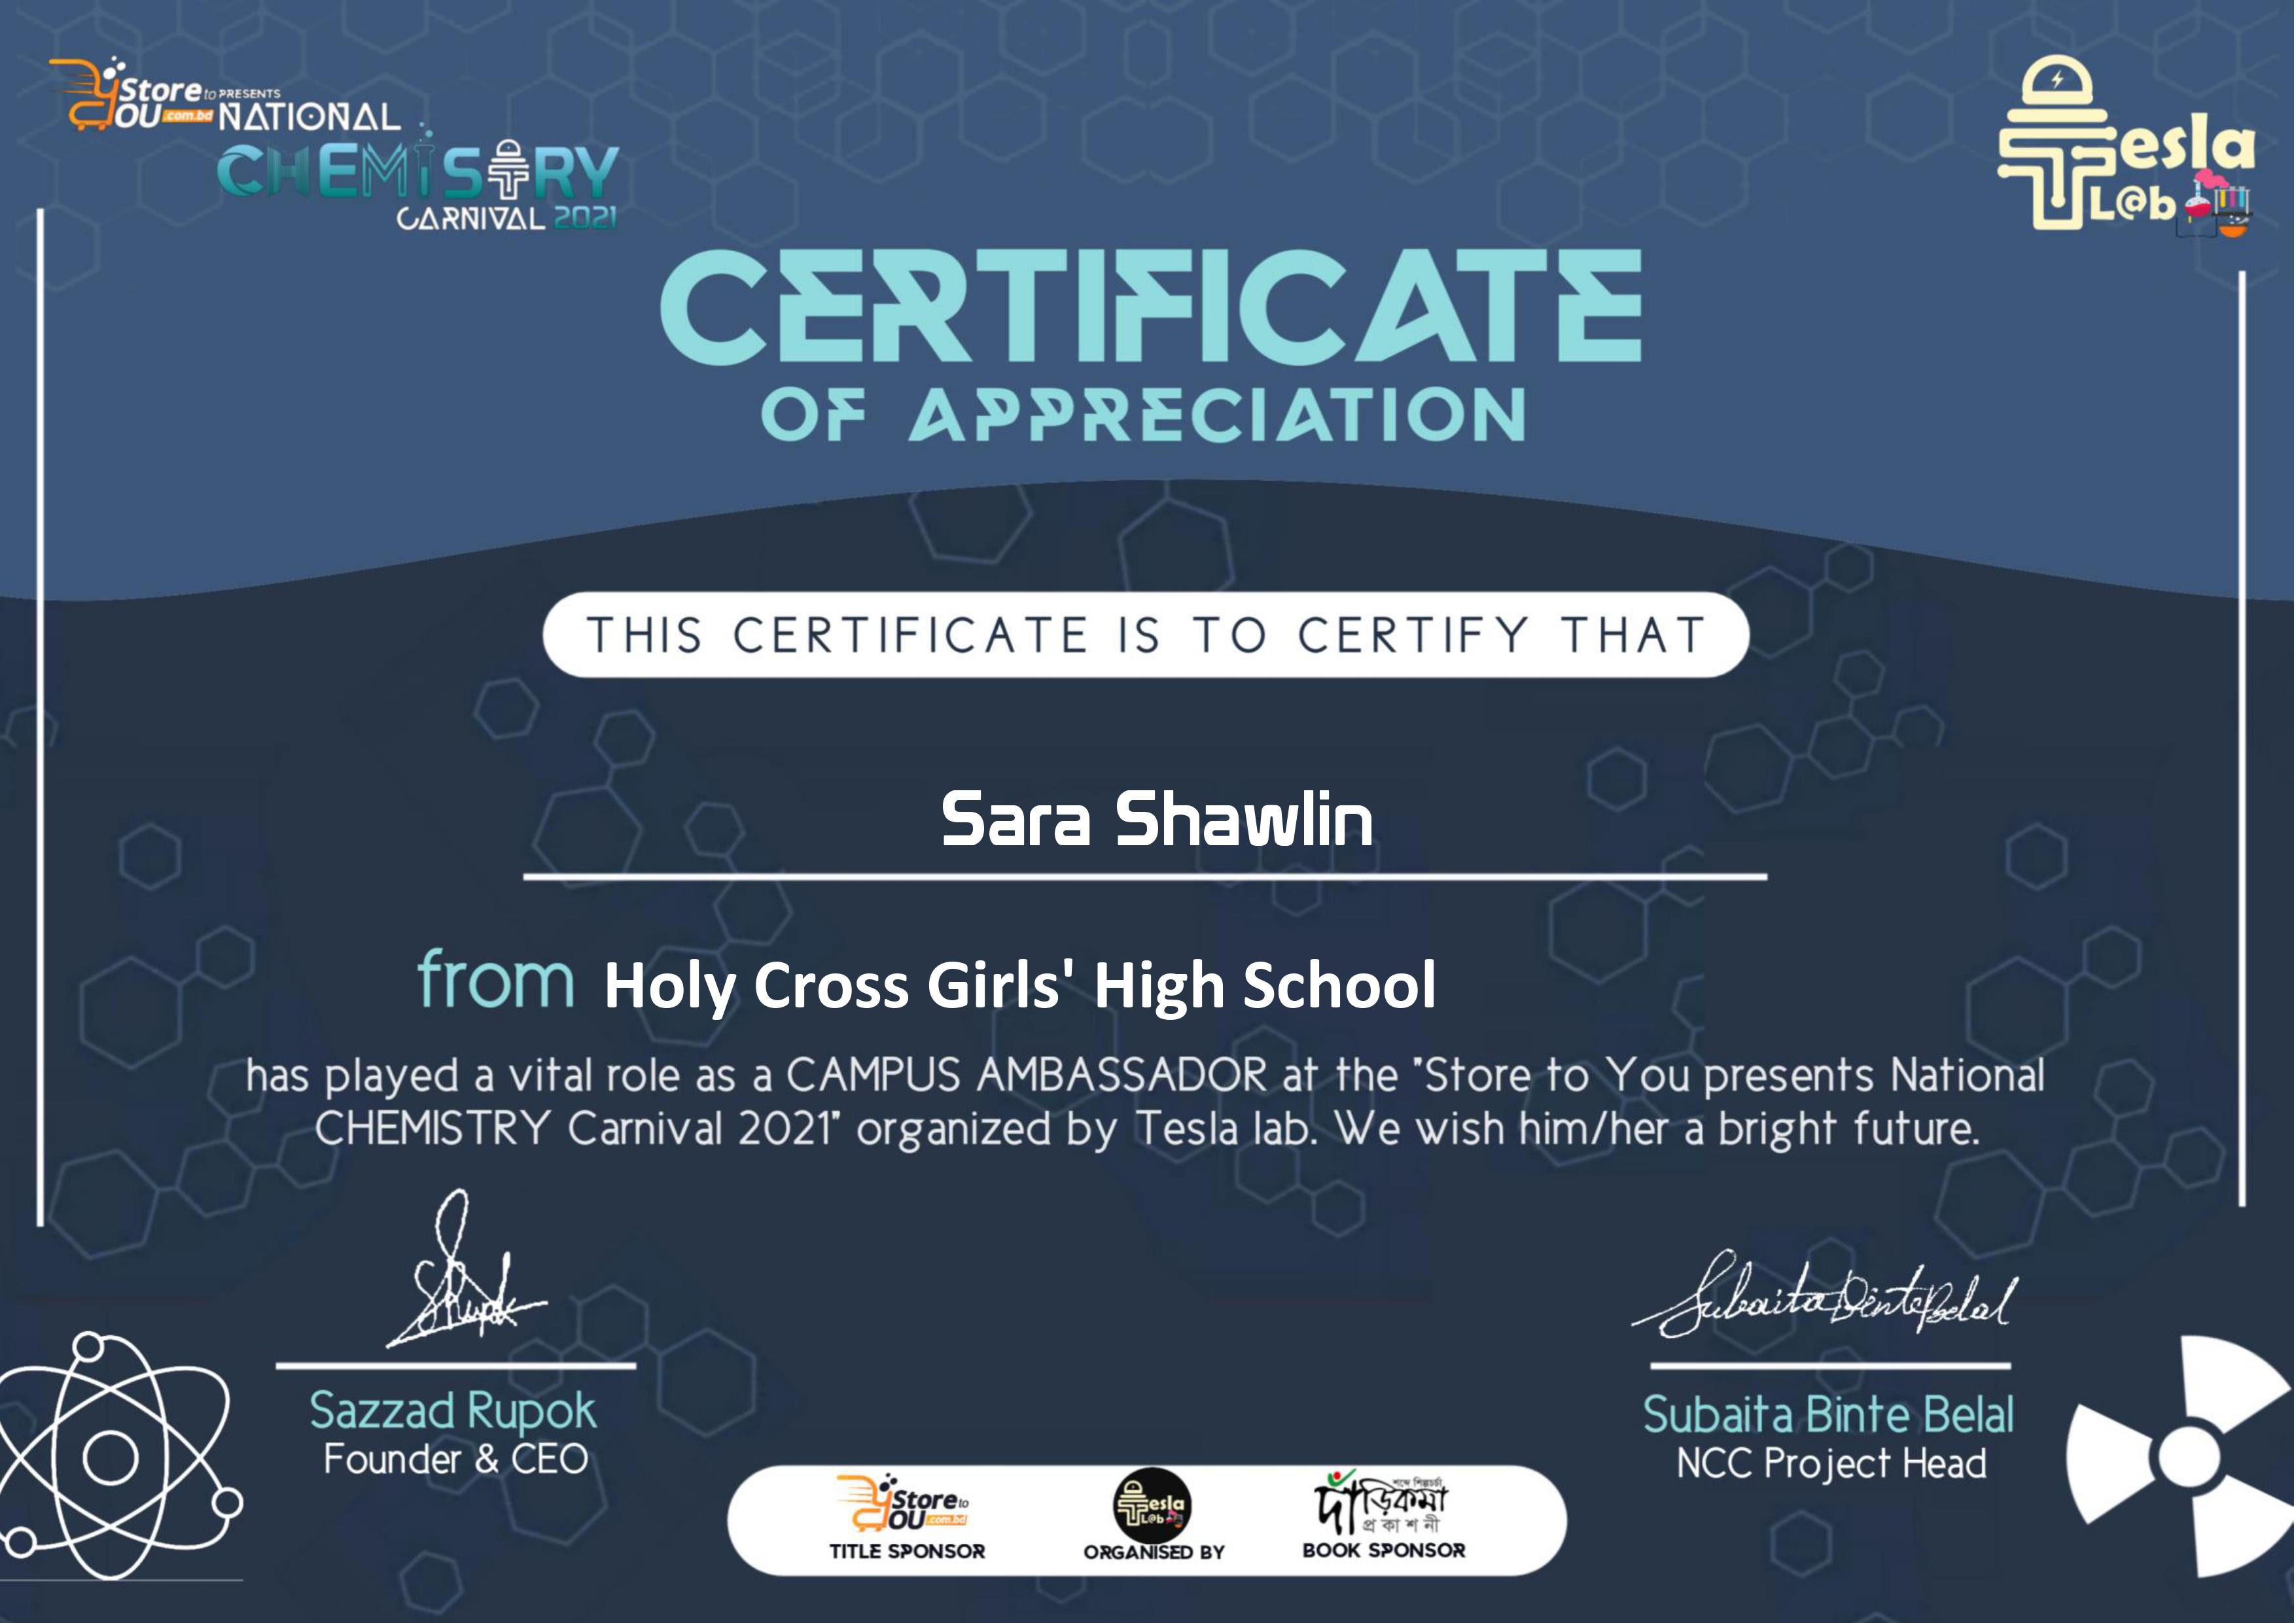 Store to
YOU .com.bd
PRESENTS
NATIONAL
CHEMISTRY
CARNIVAL 2021
Tesla
L@b
CERTIFICATE
OF APPRECIATION
THIS CERTIFICATE IS TO CERTIFY THAT
Sara Shawlin
from Holy Cross Girls' High School
has played a vital role as a CAMPUS AMBASSADOR at the "Store to You presents National
CHEMISTRY Carnival 2021" organized by Tesla lab. We wish him/her a bright future.
Subaita Binte Belal
Sazzad Rupok
Founder & CEO
Subaita Binte Belal
NCC Project Head
Store to
YOU .com.bd
TITLE SPONSOR
Tesla
L@b
ORGANISED BY
শব্দে শিল্পচর্চা
দাঁড়িকমা
প্রকাশনী
BOOK SPONSOR